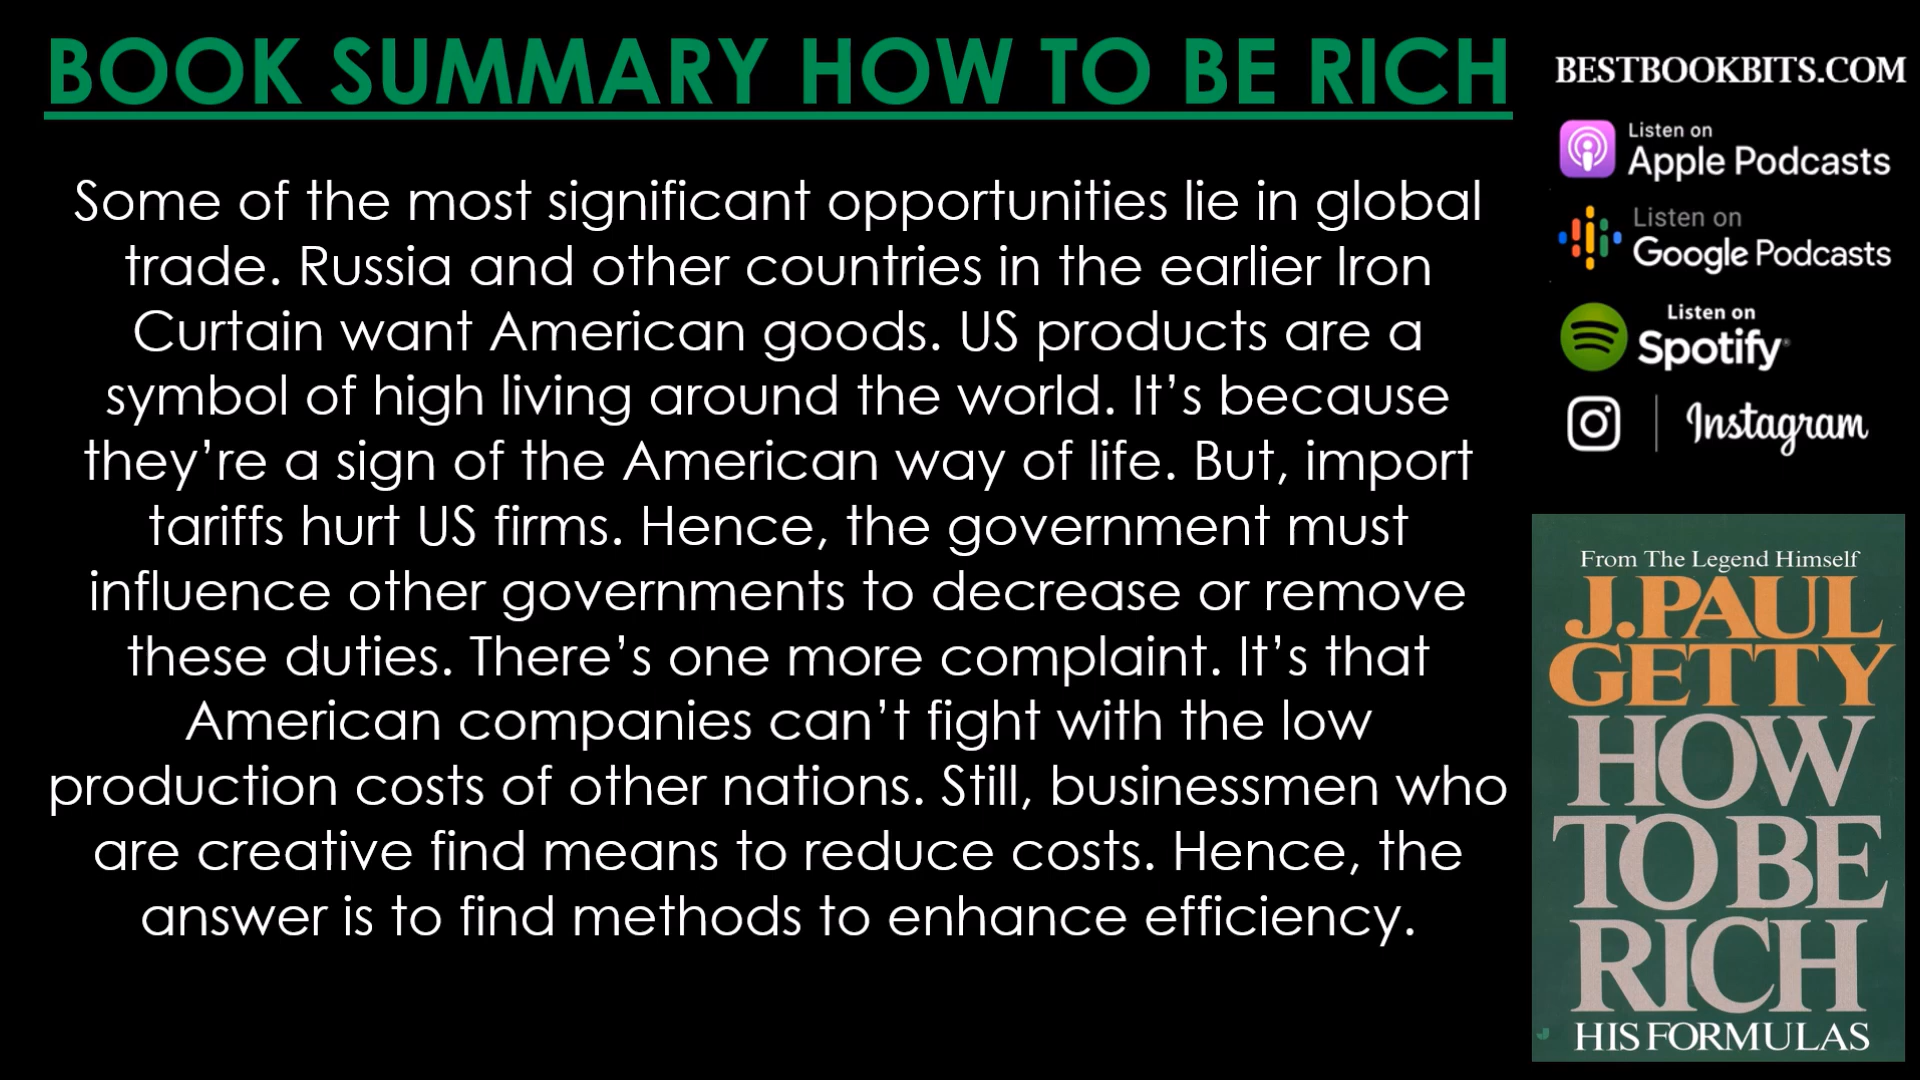 BOOK SUMMARY HOW TO BE RICH
Some of the most significant opportunities lie in global
trade. Russia and other countries in the earlier Iron
Curtain want American goods. US products are a
symbol of high living around the world. It’s because
they’re a sign of the American way of life. But, import
tariffs hurt US firms. Hence, the government must
influence other governments to decrease or remove
these duties. There’s one more complaint. It’s that
American companies can’t fight with the low
production costs of other nations. Still, businessmen who
are creative find means to reduce costs. Hence, the
answer is to find methods to enhance efficiency.
BESTBOOKBITS.COM
Listen on
Apple Podcasts
Listen on
Google Podcasts
Listen on
Spotify
Instagram
From The Legend Himself
J. PAUL
GETTY
HOW
TO BE
RICH
HIS FORMULAS